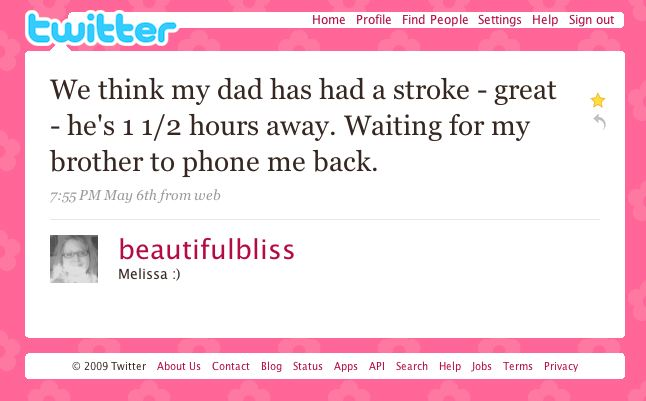 twitter
Home Profile Find People Settings Help Sign out
We think my dad has had a stroke - great
- he's 1 1/2 hours away. Waiting for my
brother to phone me back.
7:55 PM May 6th from web
beautifulbliss
Melissa :)
© 2009 Twitter About Us Contact Blog Status Apps API Search Help Jobs Terms Privacy